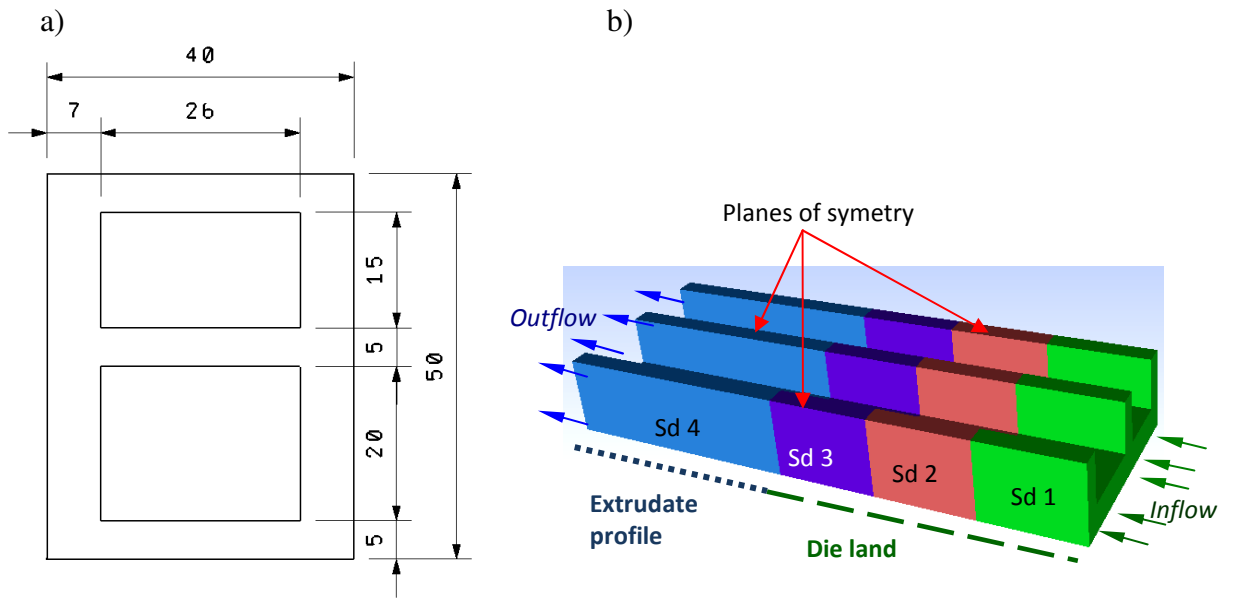 a)
40
7
26
15
5
50
20
5
b)
Planes of symetry
Outflow
Sd 4
Sd 3
Sd 2
Sd 1
Inflow
Extrudate
profile
Die land